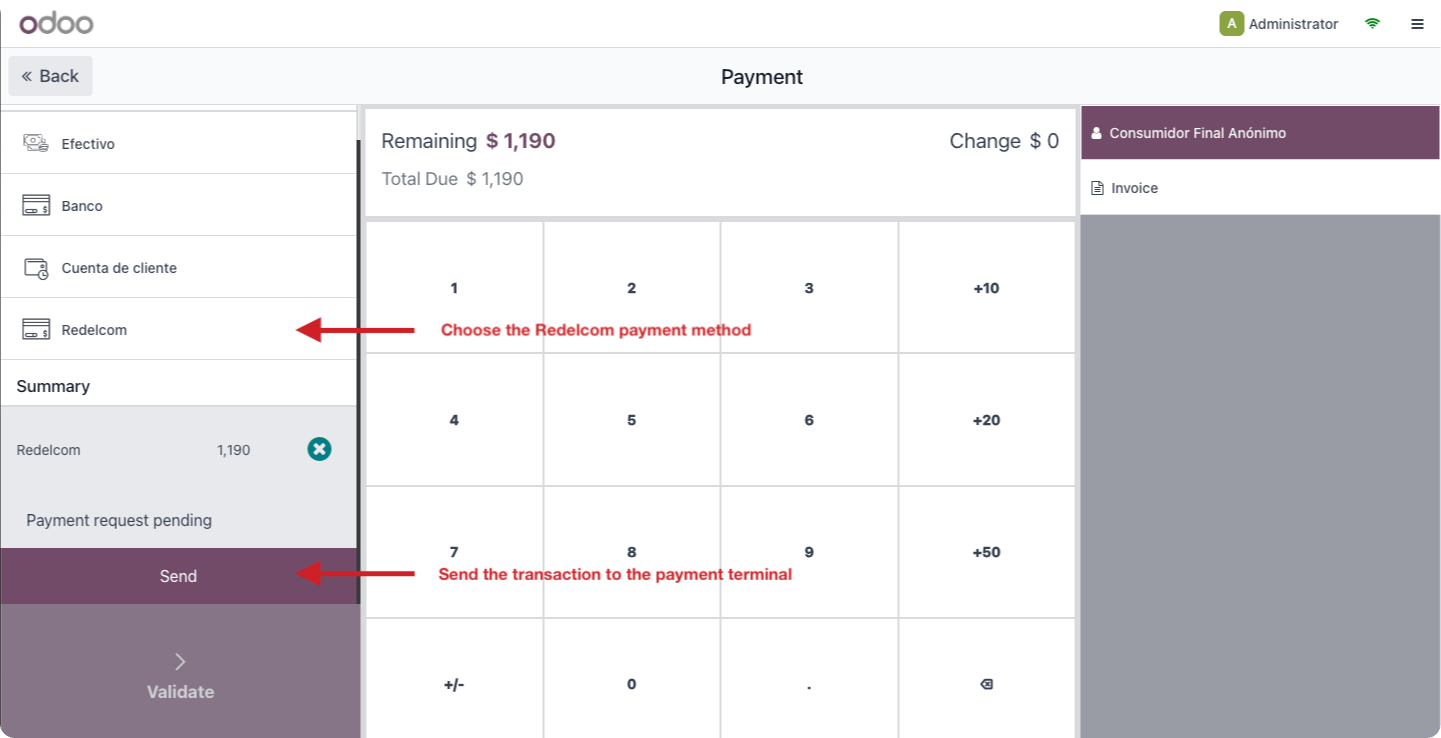 odoo
A Administrator
« Back
Payment
Efectivo
Banco
Cuenta de cliente
Redelcom
Summary
Redelcom 1,190
Payment request pending
Send
Validate
Remaining $ 1,190
Change $ 0
Total Due $ 1,190
1 2 3 +10
Choose the Redelcom payment method
4 5 6 +20
7 8 9 +50
Send the transaction to the payment terminal
+/- 0 .
Consumidor Final Anónimo
Invoice